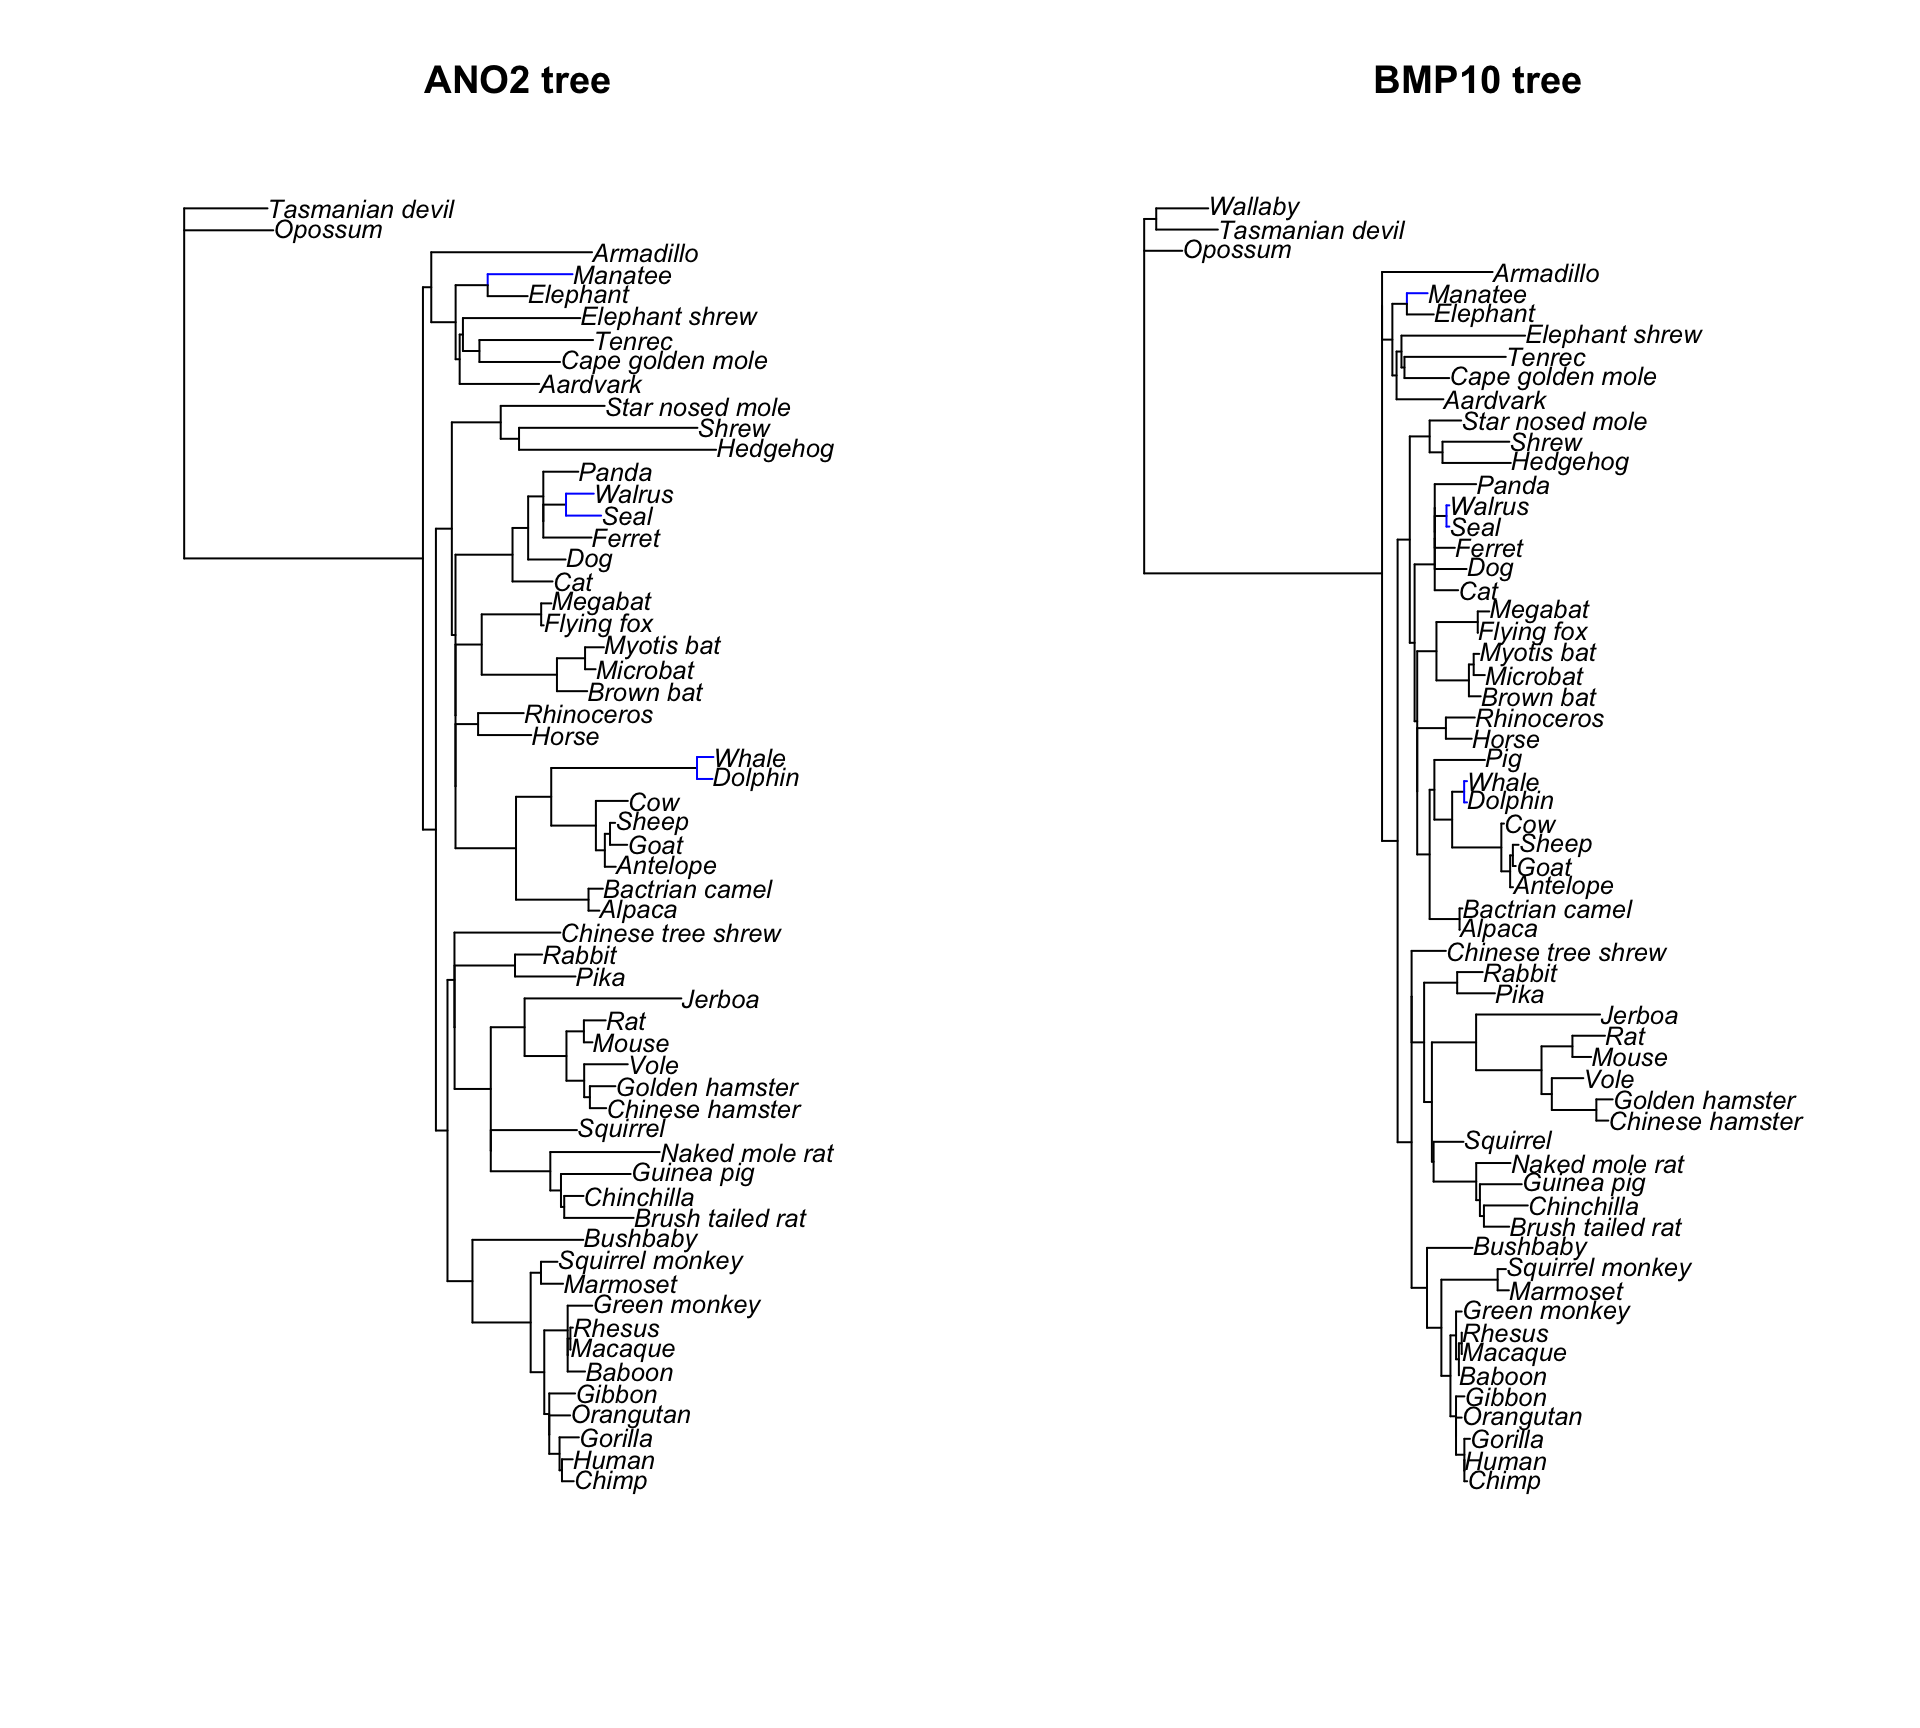 ANO2 tree
Tasmanian devil
Opossum
Armadillo
Manatee
Elephant
Elephant shrew
Tenrec
Cape golden mole
Aardvark
Star nosed mole
Shrew
Hedgehog
Panda
Walrus
Seal
Ferret
Dog
Cat
Megabat
Flying fox
Myotis bat
Microbat
Brown bat
Rhinoceros
Horse
Whale
Dolphin
Cow
Sheep
Goat
Antelope
Bactrian camel
Alpaca
Chinese tree shrew
Rabbit
Pika
Jerboa
Rat
Mouse
Vole
Golden hamster
Chinese hamster
Squirrel
Naked mole rat
Guinea pig
Chinchilla
Brush tailed rat
Bushbaby
Squirrel monkey
Marmoset
Green monkey
Rhesus
Macaque
Baboon
Gibbon
Orangutan
Gorilla
Human
Chimp
BMP10 tree
Wallaby
Tasmanian devil
Opossum
Armadillo
Manatee
Elephant
Elephant shrew
Tenrec
Cape golden mole
Aardvark
Star nosed mole
Shrew
Hedgehog
Panda
Walrus
Seal
Ferret
Dog
Cat
Megabat
Flying fox
Myotis bat
Microbat
Brown bat
Rhinoceros
Horse
Pig
Whale
Dolphin
Cow
Sheep
Goat
Antelope
Bactrian camel
Alpaca
Chinese tree shrew
Rabbit
Pika
Jerboa
Rat
Mouse
Vole
Golden hamster
Chinese hamster
Squirrel
Naked mole rat
Guinea pig
Chinchilla
Brush tailed rat
Bushbaby
Squirrel monkey
Marmoset
Green monkey
Rhesus
Macaque
Baboon
Gibbon
Orangutan
Gorilla
Human
Chimp